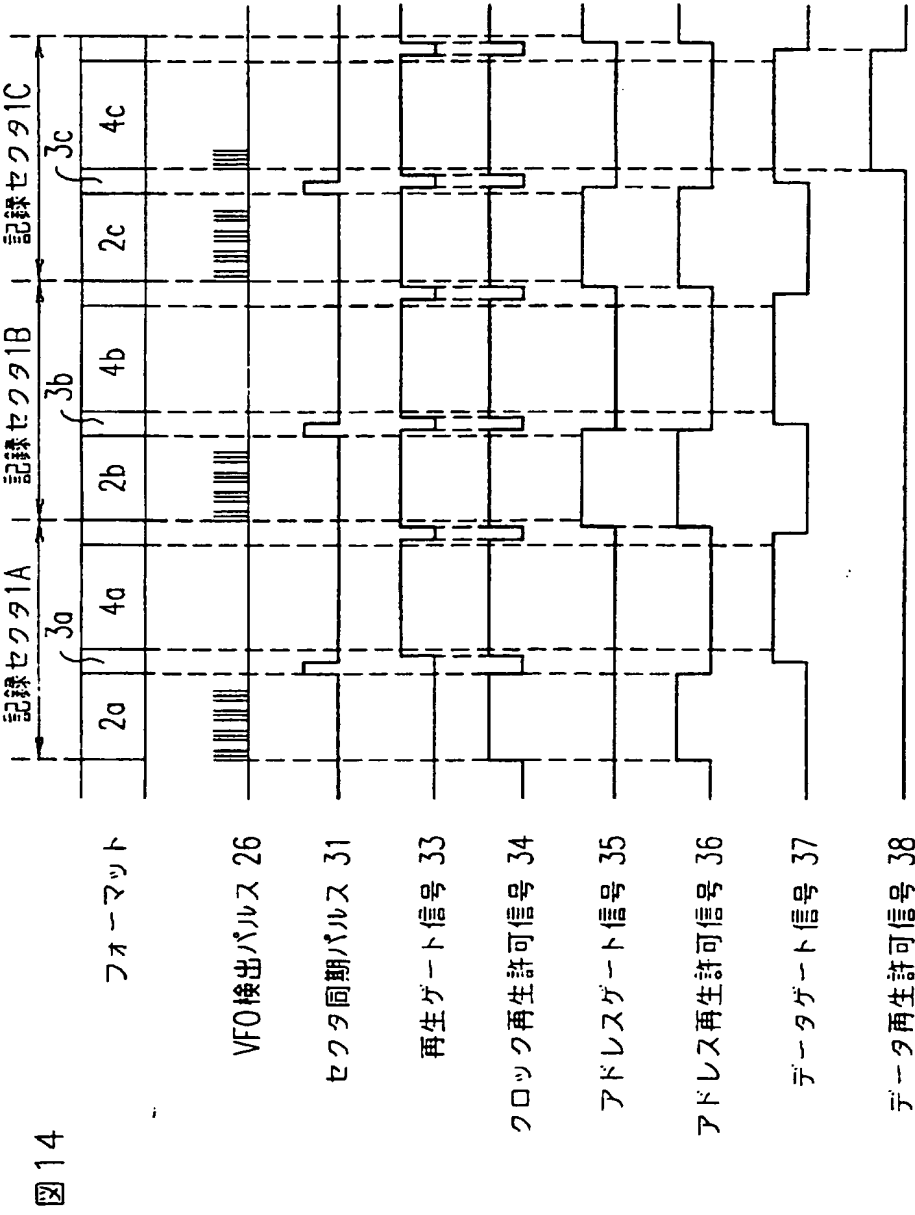 図14
記録セクタ1A 記録セクタ1B 記録セクタ1C
3a 3b 3c
フォーマット 2a 4a 2b 4b 2c 4c
VFO検出パルス 26
セクタ同期パルス 31
再生ゲート信号 33
クロック再生許可信号 34
アドレスゲート信号 35
アドレス再生許可信号 36
データゲート信号 37
データ再生許可信号 38